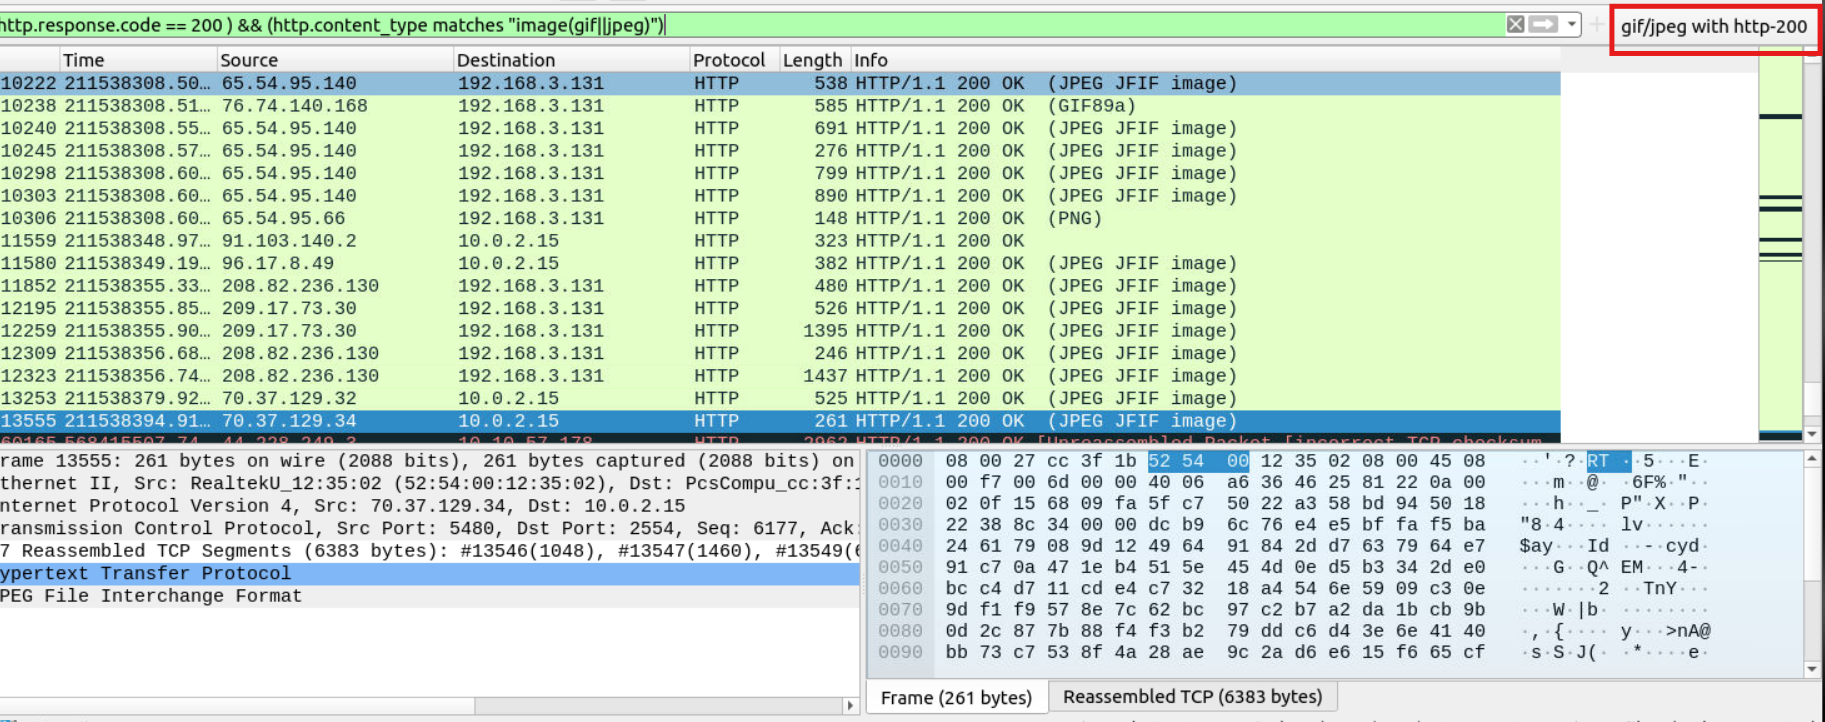 http.response.code == 200 ) && (http.content_type matches "image(gif||jpeg)")
gif/jpeg with http-200
Time Source Destination Protocol Length Info
10222 211538308.50… 65.54.95.140 192.168.3.131 HTTP 538 HTTP/1.1 200 OK (JPEG JFIF image)
10238 211538308.51… 76.74.140.168 192.168.3.131 HTTP 585 HTTP/1.1 200 OK (GIF89a)
10240 211538308.55… 65.54.95.140 192.168.3.131 HTTP 691 HTTP/1.1 200 OK (JPEG JFIF image)
10245 211538308.57… 65.54.95.140 192.168.3.131 HTTP 276 HTTP/1.1 200 OK (JPEG JFIF image)
10298 211538308.60… 65.54.95.140 192.168.3.131 HTTP 799 HTTP/1.1 200 OK (JPEG JFIF image)
10303 211538308.60… 65.54.95.140 192.168.3.131 HTTP 890 HTTP/1.1 200 OK (JPEG JFIF image)
10306 211538308.60… 65.54.95.66 192.168.3.131 HTTP 148 HTTP/1.1 200 OK (PNG)
11559 211538348.97… 91.103.140.2 10.0.2.15 HTTP 323 HTTP/1.1 200 OK
11580 211538349.19… 96.17.8.49 10.0.2.15 HTTP 382 HTTP/1.1 200 OK (JPEG JFIF image)
11852 211538355.33… 208.82.236.130 192.168.3.131 HTTP 480 HTTP/1.1 200 OK (JPEG JFIF image)
12195 211538355.85… 209.17.73.30 192.168.3.131 HTTP 526 HTTP/1.1 200 OK (JPEG JFIF image)
12259 211538355.90… 209.17.73.30 192.168.3.131 HTTP 1395 HTTP/1.1 200 OK (JPEG JFIF image)
12309 211538356.68… 208.82.236.130 192.168.3.131 HTTP 246 HTTP/1.1 200 OK (JPEG JFIF image)
12323 211538356.74… 208.82.236.130 192.168.3.131 HTTP 1437 HTTP/1.1 200 OK (JPEG JFIF image)
13253 211538379.92… 70.37.129.32 10.0.2.15 HTTP 525 HTTP/1.1 200 OK (JPEG JFIF image)
13555 211538394.91… 70.37.129.34 10.0.2.15 HTTP 261 HTTP/1.1 200 OK (JPEG JFIF image)
60165 568415507.74 44.228.249.3 10.10.57.178 HTTP 2962 HTTP/1.1 200 OK [Unreassembled Packet [incorrect TCP checksum
rame 13555: 261 bytes on wire (2088 bits), 261 bytes captured (2088 bits) on
thernet II, Src: RealtekU_12:35:02 (52:54:00:12:35:02), Dst: PcsCompu_cc:3f:1
nternet Protocol Version 4, Src: 70.37.129.34, Dst: 10.0.2.15
ransmission Control Protocol, Src Port: 5480, Dst Port: 2554, Seq: 6177, Ack:
7 Reassembled TCP Segments (6383 bytes): #13546(1048), #13547(1460), #13549(6
ypertext Transfer Protocol
PEG File Interchange Format
0000 08 00 27 cc 3f 1b 52 54 00 12 35 02 08 00 45 08 ··'·?·RT ··5···E·
0010 00 f7 00 6d 00 00 40 06 a6 36 46 25 81 22 0a 00 ···m··@· ·6F%·"··
0020 02 0f 15 68 09 fa 5f c7 50 22 a3 58 bd 94 50 18 ···h··_· P"·X··P·
0030 22 38 8c 34 00 00 dc b9 6c 76 e4 e5 bf fa f5 ba "8·4···· lv······
0040 24 61 79 08 9d 12 49 64 91 84 2d d7 63 79 64 e7 $ay···Id ··-·cyd·
0050 91 c7 0a 47 1e b4 51 5e 45 4d 0e d5 b3 34 2d e0 ···G··Q^ EM···4-·
0060 bc c4 d7 11 cd e4 c7 32 18 a4 54 6e 59 09 c3 0e ·······2 ··TnY···
0070 9d f1 f9 57 8e 7c 62 bc 97 c2 b7 a2 da 1b cb 9b ···W·|b· ········
0080 0d 2c 87 7b 88 f4 f3 b2 79 dd c6 d4 3e 6e 41 40 ·,·{···· y···>nA@
0090 bb 73 c7 53 8f 4a 28 ae 9c 2a d6 e6 15 f6 65 cf ·s·S·J(· ·*····e·
Frame (261 bytes) Reassembled TCP (6383 bytes)